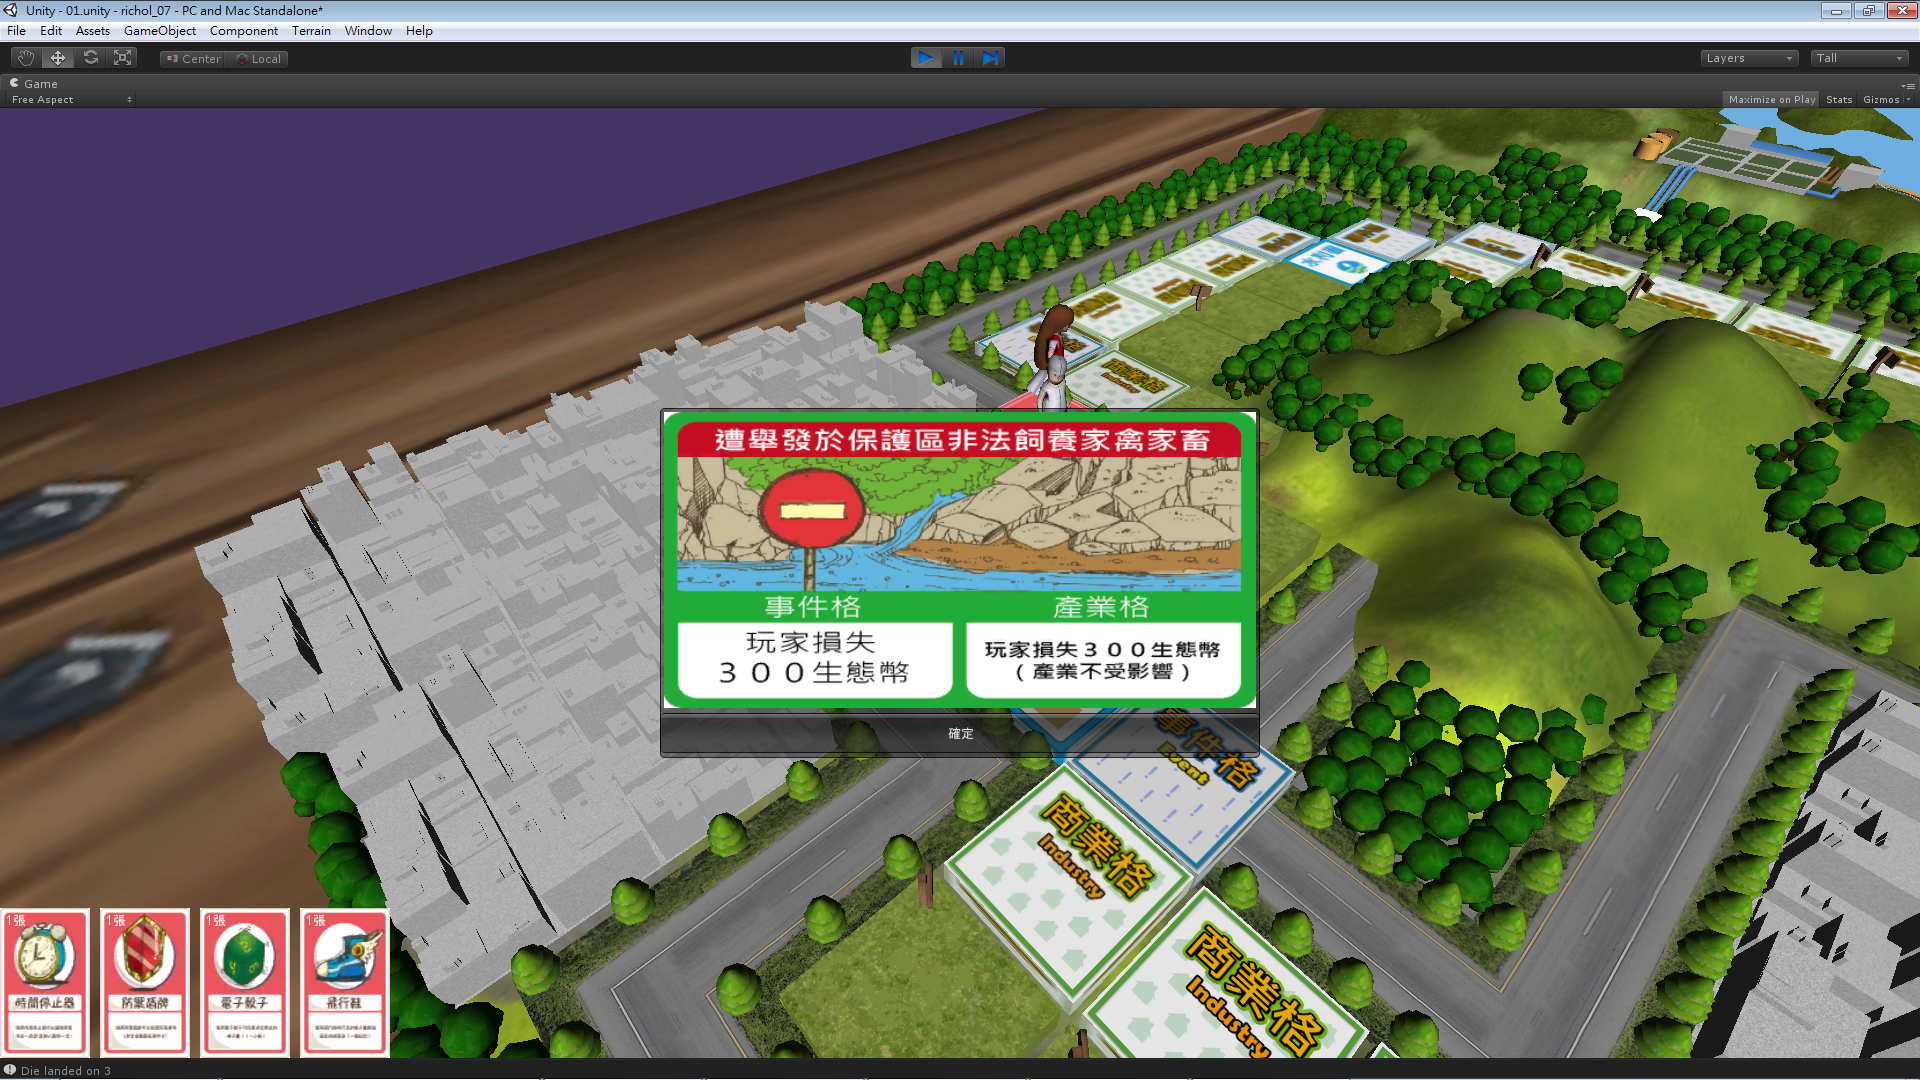 Unity - 01.unity - richol_07 - PC and Mac Standalone*
File Edit Assets GameObject Component Terrain Window Help
Center Local
Layers
Tall
Game
Free Aspect
Maximize on Play Stats Gizmos
遭舉發於保護區非法飼養家禽家畜
事件格
玩家損失
300生態幣
產業格
玩家損失300生態幣
(產業不受影響)
確定
商業格
Industry
事件格
Event
商業格
Industry
商業格
Industry
1張
時間停止器
1張
防禦盾牌
1張
電子骰子
1張
飛行鞋
Die landed on 3